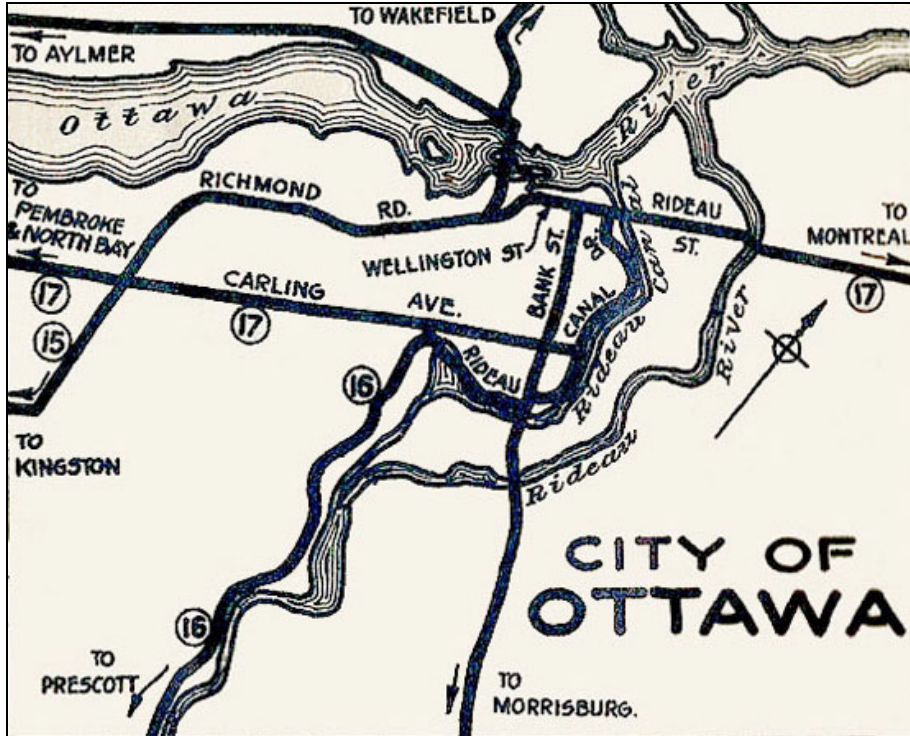 TO WAKEFIELD
TO AYLMER
Ottawa
River
RICHMOND
RD.
TO
PEMBROKE
& NORTH BAY
WELLINGTON ST.
RIDEAU
ST.
TO
MONTREAL
BANK ST.
DR.
CANAL
RIDEAU
Canal
Rideau
17
CARLING
AVE.
17
17
15
16
River
Rideau
TO
KINGSTON
CITY OF
OTTAWA
16
TO
PRESCOTT
TO
MORRISBURG.